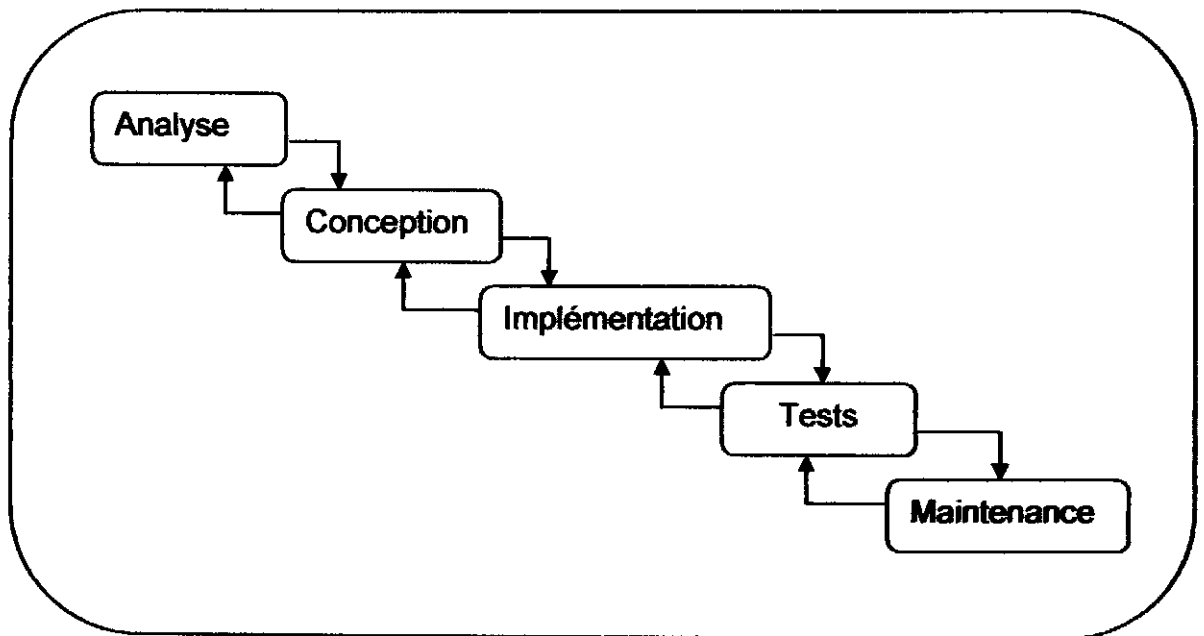 Analyse
Conception
Implémentation
Tests
Maintenance